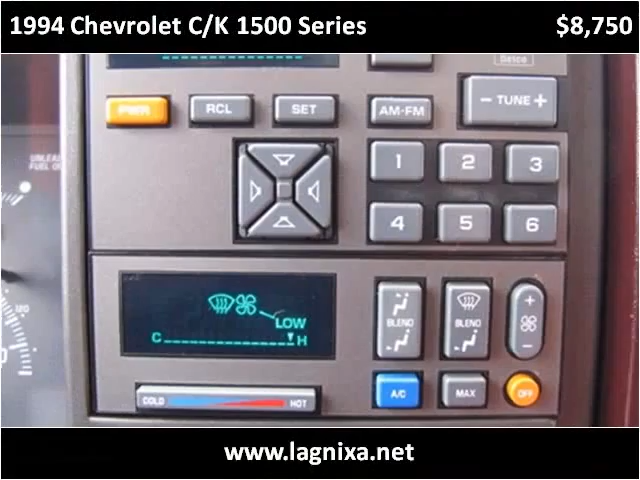 1994 Chevrolet C/K 1500 Series $8,750
Delco
PWR RCL SET AM-FM − TUNE +
UNLEADED
FUEL ONLY
1 2 3
4 5 6
LOW
C H
BLEND BLEND + −
COLD HOT
A/C MAX OFF
www.lagnixa.net